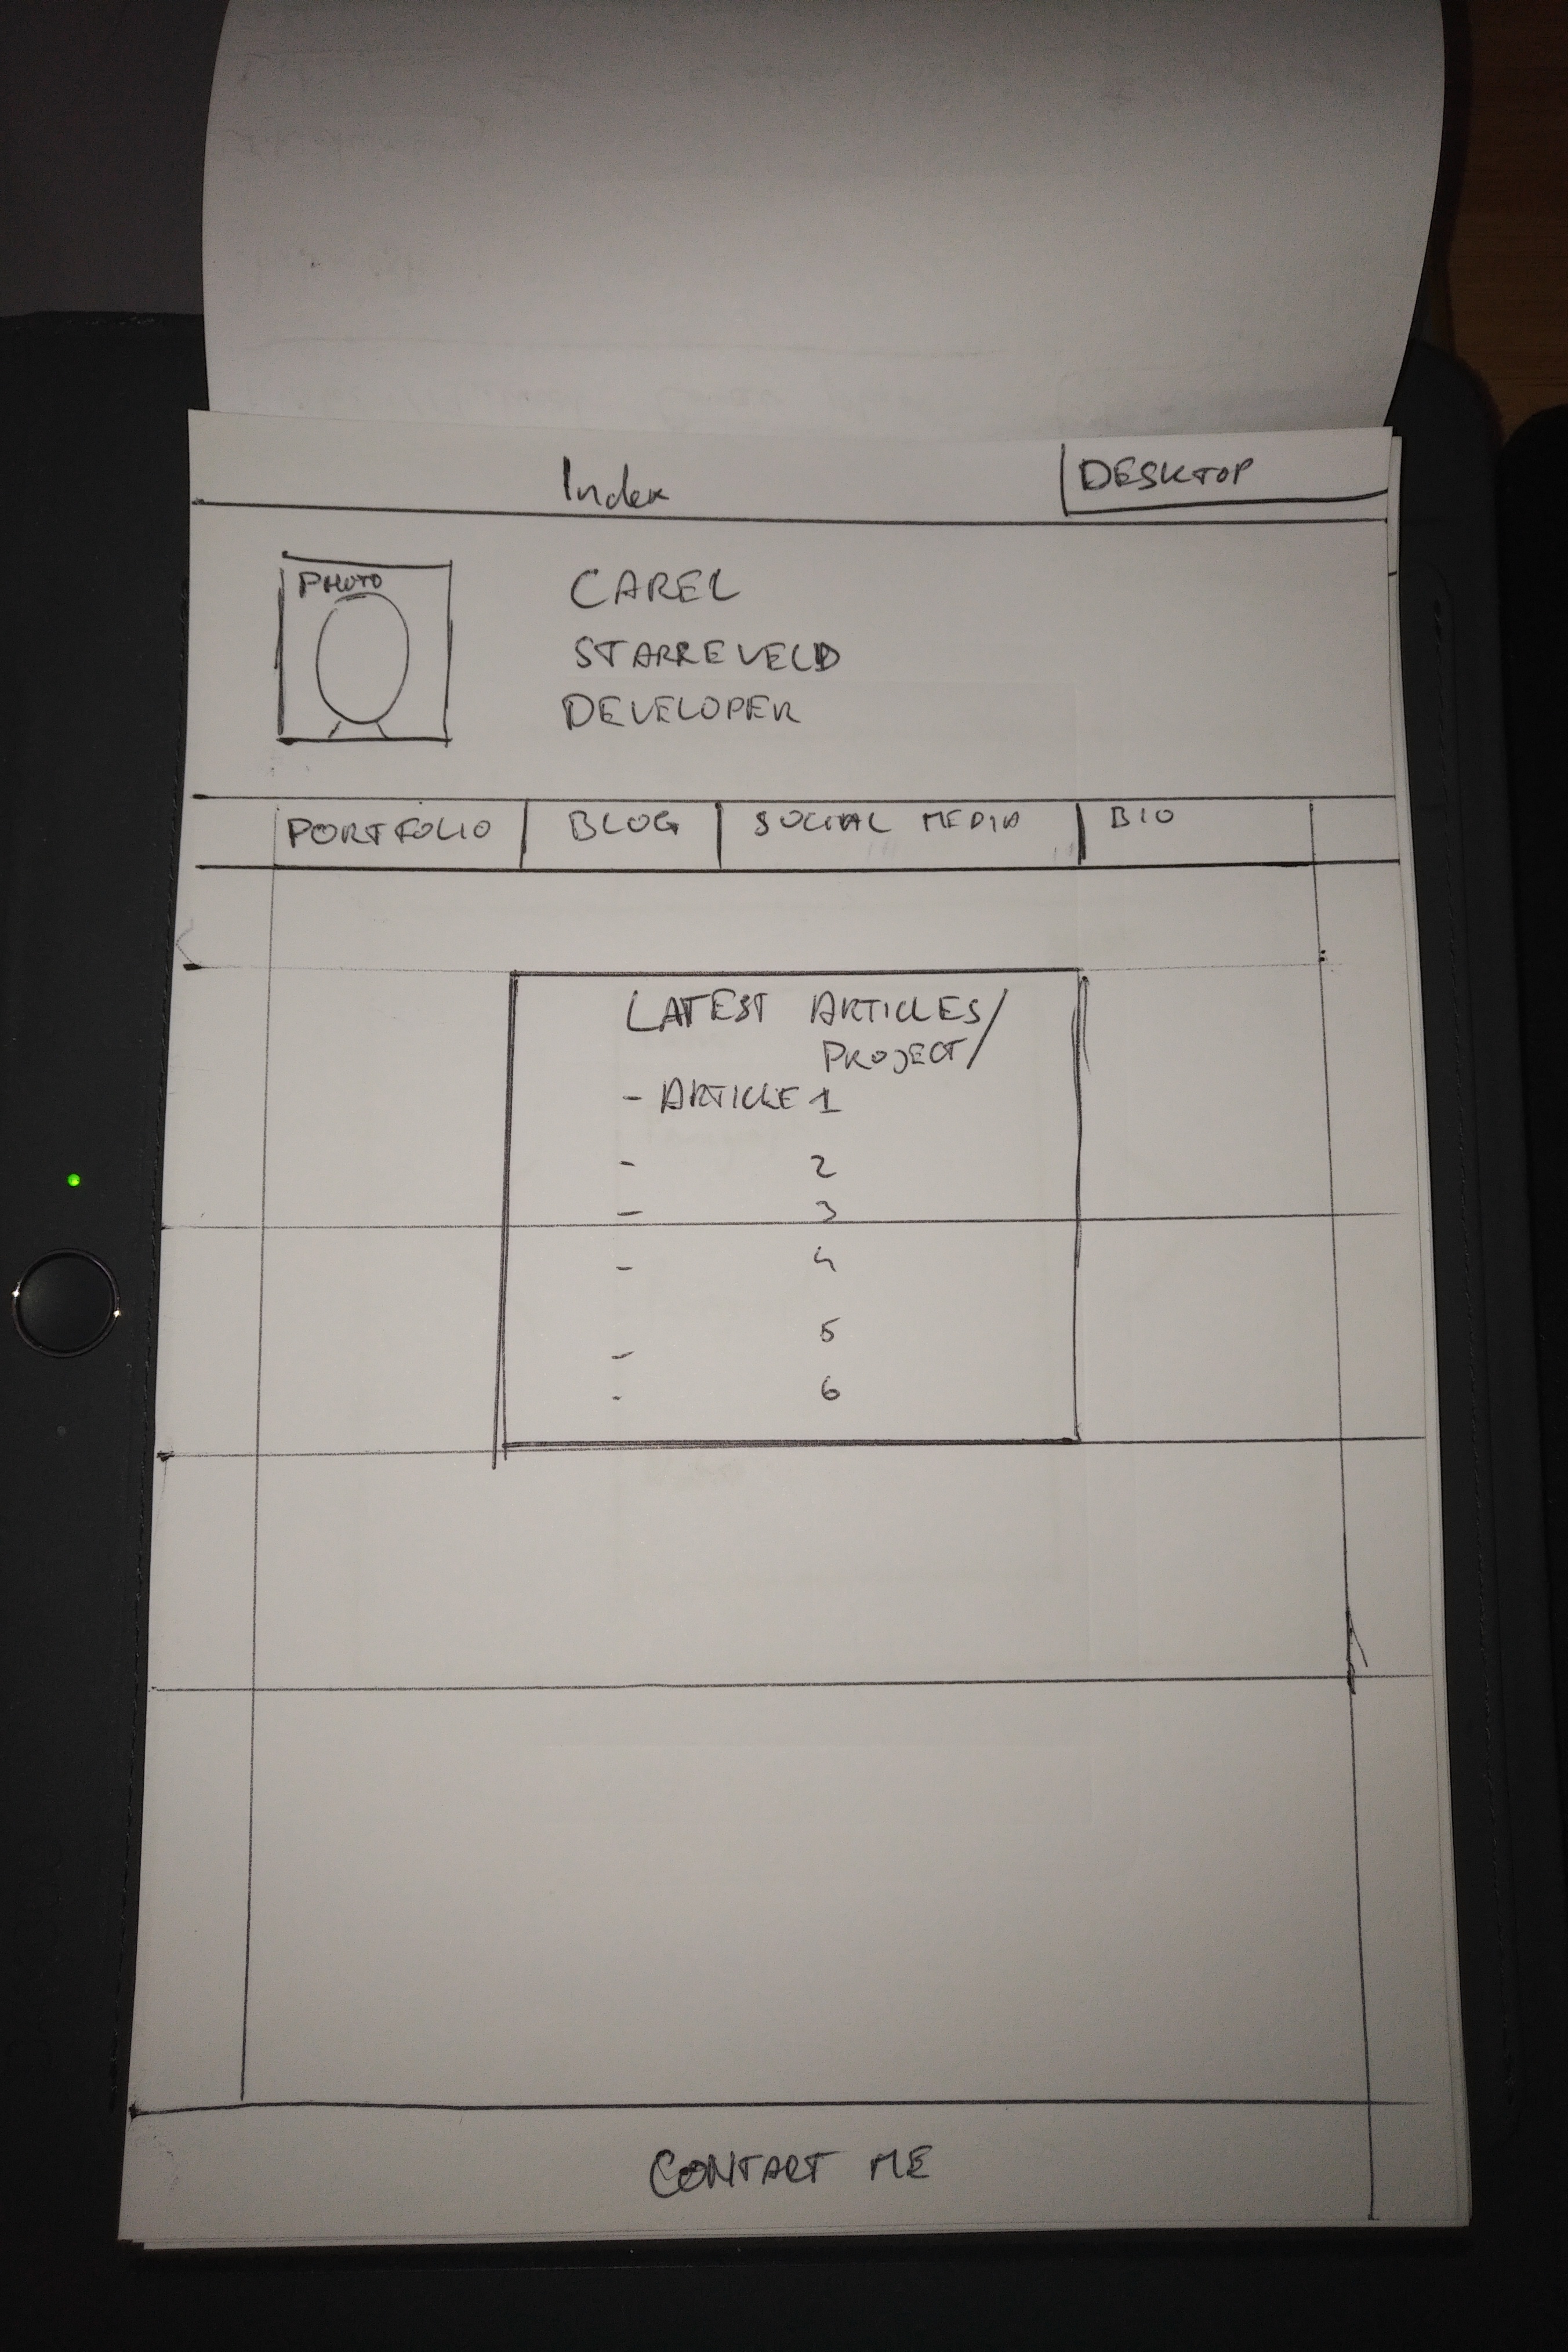 Index
DESKTOP
PHOTO
CAREL
STARREVELD
DEVELOPER
PORTFOLIO
BLOG
SOCIAL MEDIA
BIO
LATEST ARTICLES/
PROJECT/
- ARTICLE 1
- 2
- 3
- 4
- 5
- 6
CONTACT ME